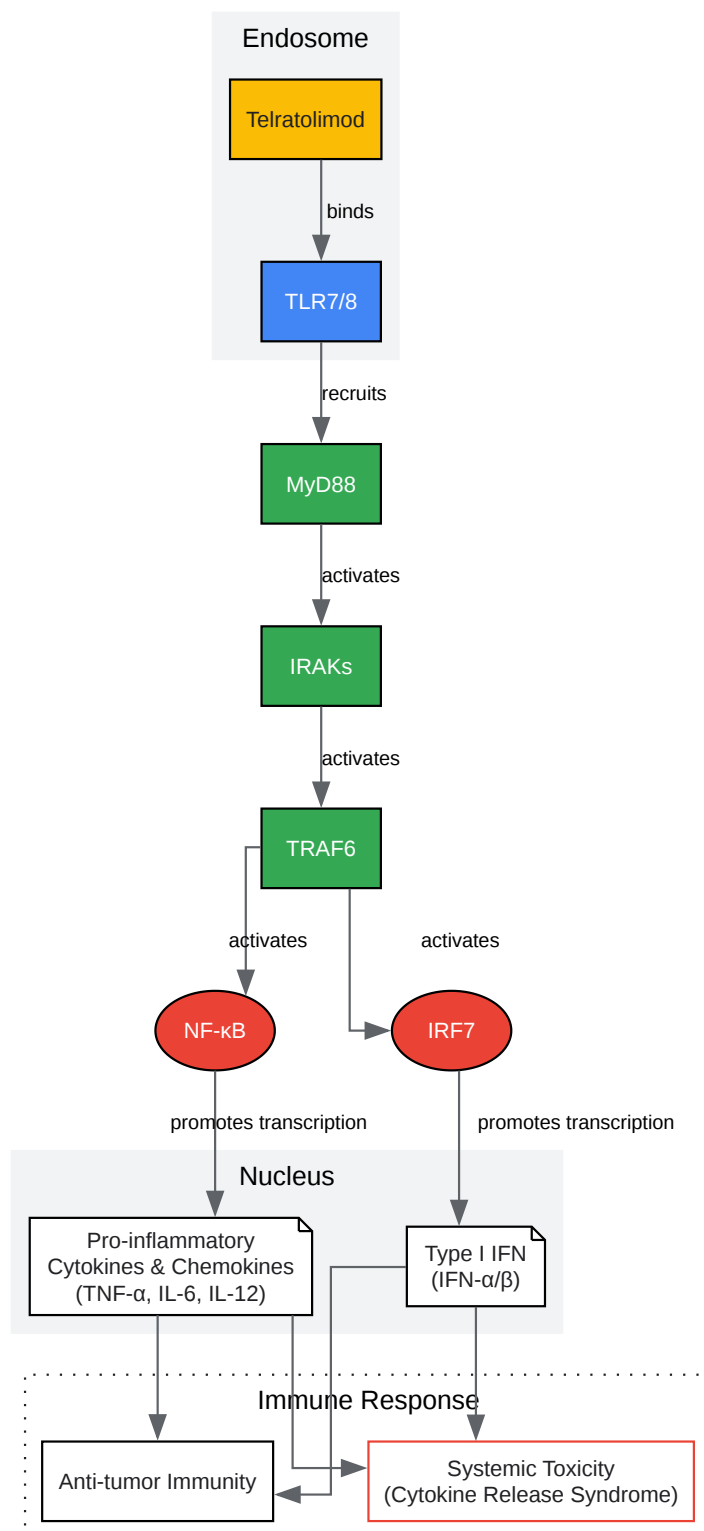 Endosome
Telratolimod
binds
TLR7/8
recruits
MyD88
activates
IRAKs
activates
TRAF6
activates
activates
NF-κB
IRF7
promotes transcription
promotes transcription
Nucleus
Pro-inflammatory
Cytokines & Chemokines
(TNF-α, IL-6, IL-12)
Type I IFN
(IFN-α/β)
Immune Response
Anti-tumor Immunity
Systemic Toxicity
(Cytokine Release Syndrome)